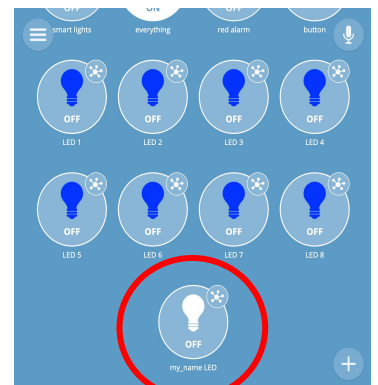 OFF ON OFF OFF
smart lights everything red alarm button
OFF OFF OFF OFF
LED 1 LED 2 LED 3 LED 4
OFF OFF OFF OFF
LED 5 LED 6 LED 7 LED 8
OFF
my_name LED